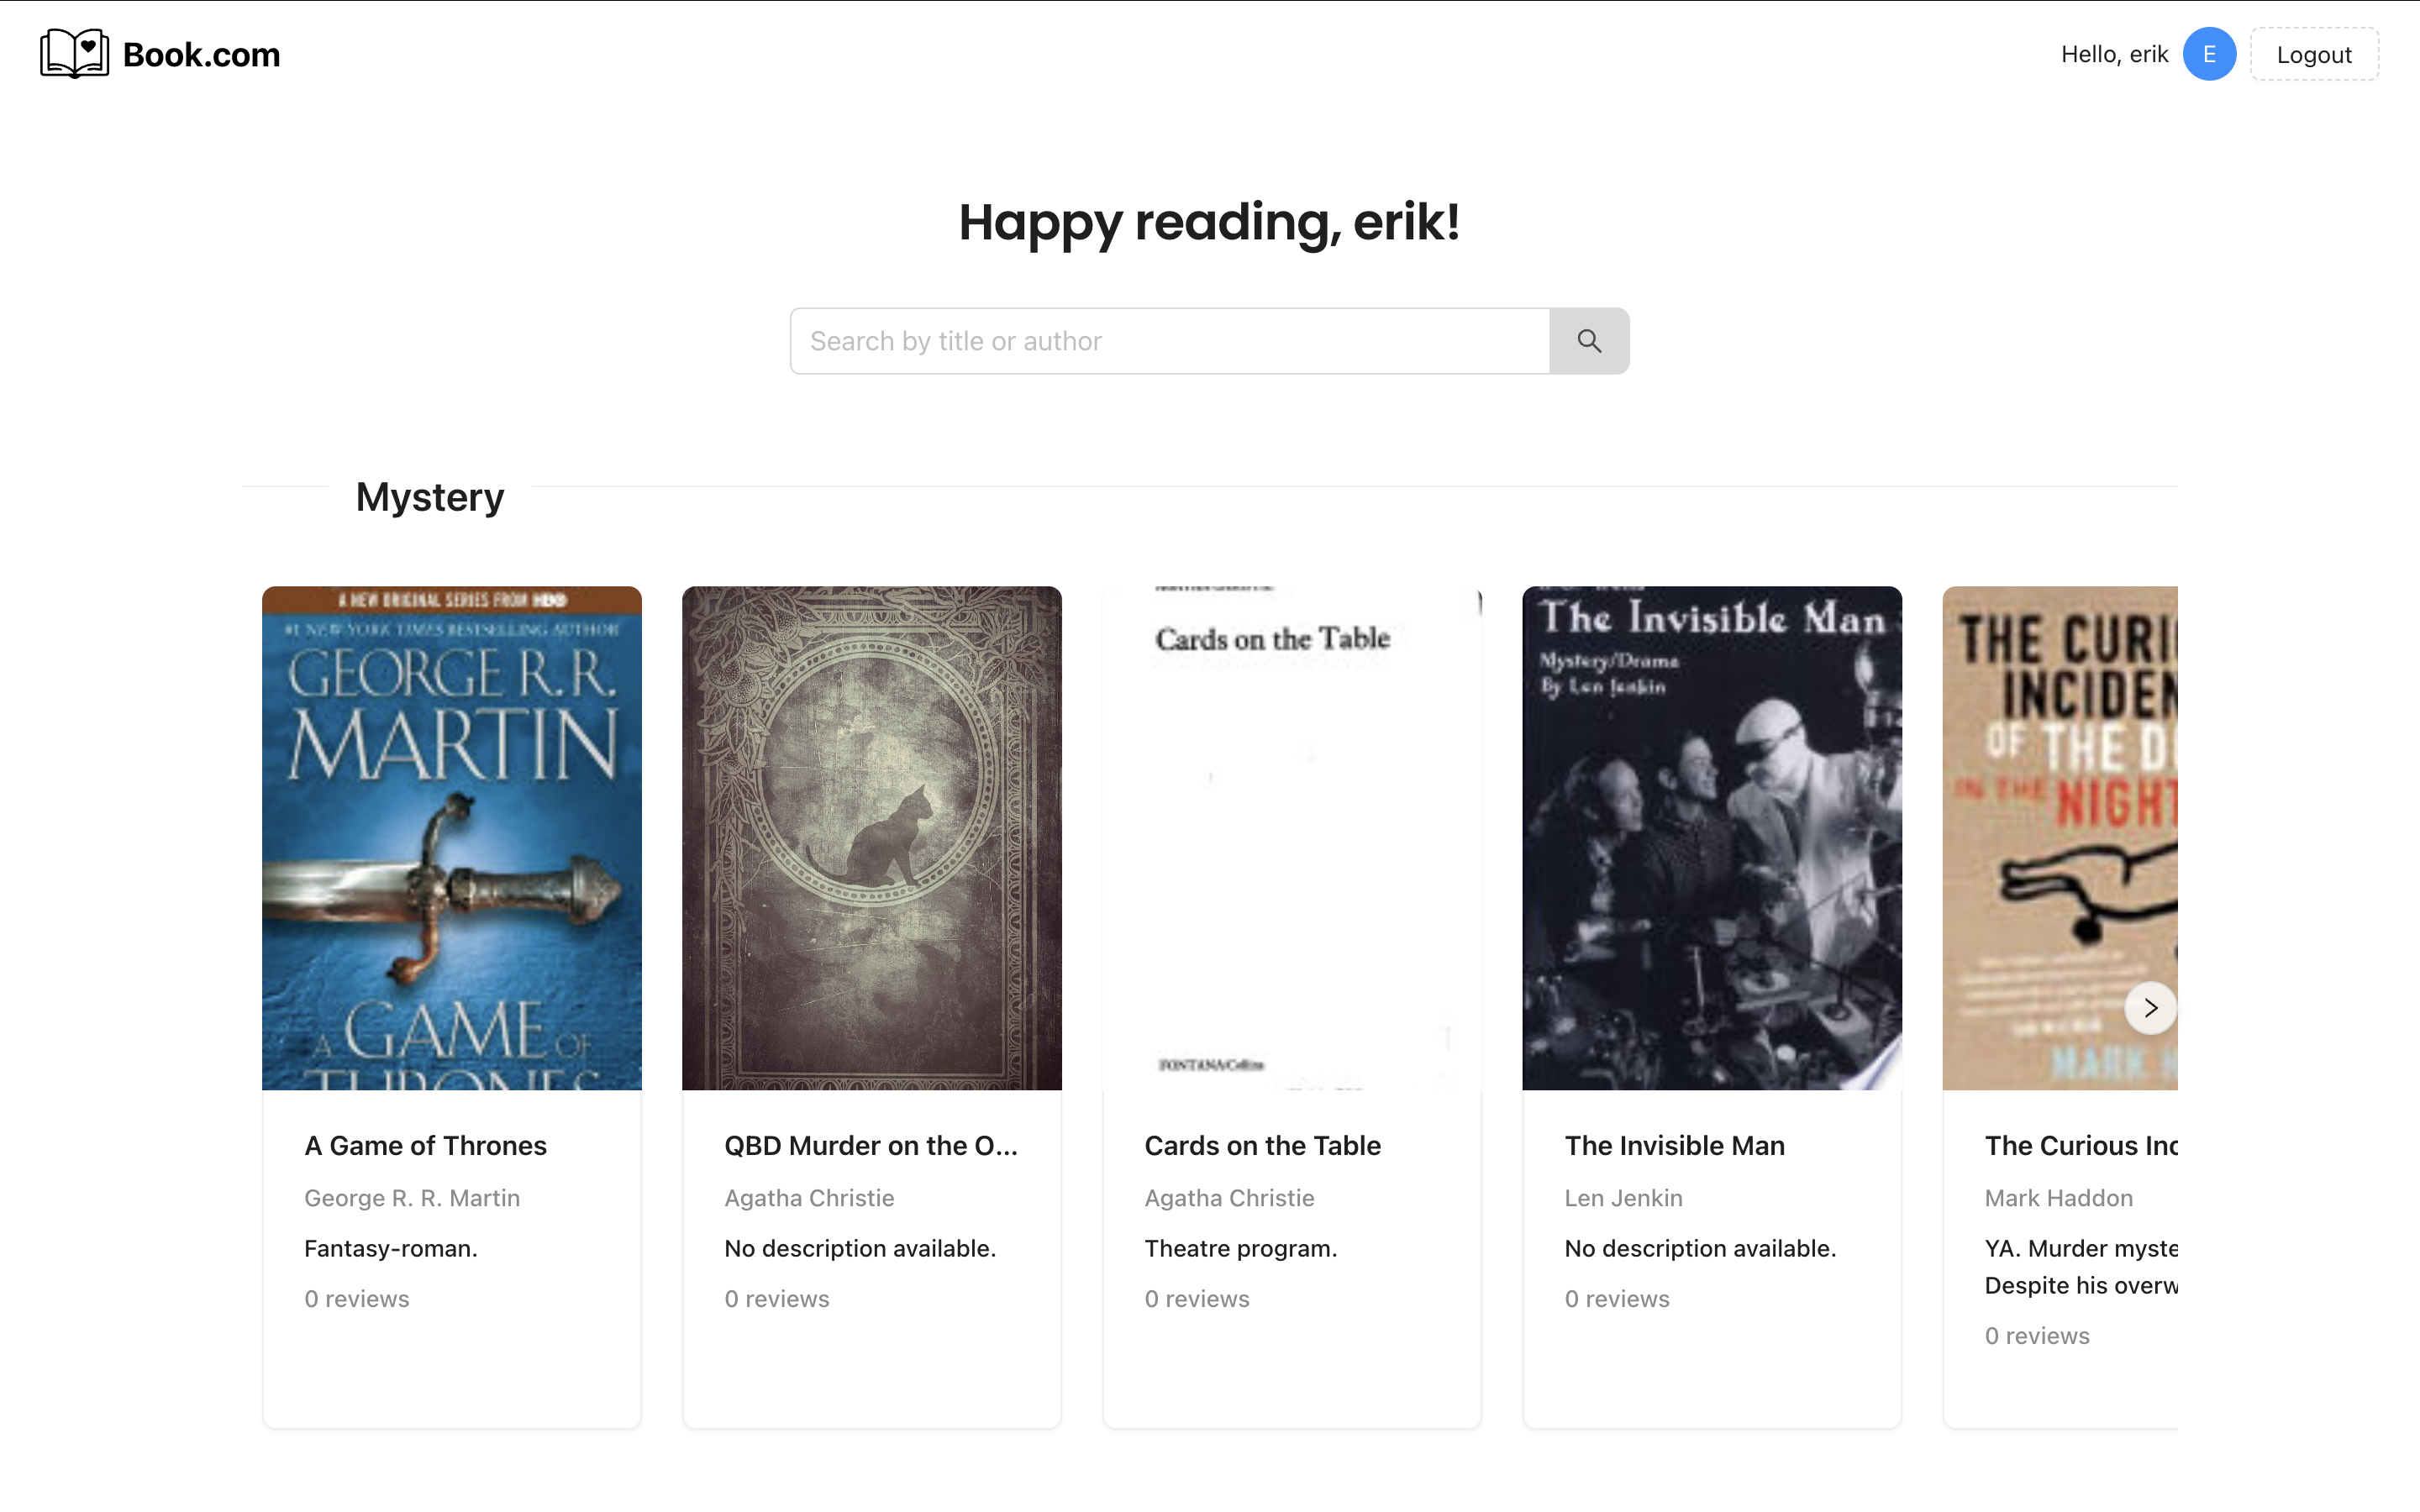 Book.com
Hello, erik
E
Logout
Happy reading, erik!
Search by title or author
Mystery
A NEW ORIGINAL SERIES FROM HBO
#1 NEW YORK TIMES BESTSELLING AUTHOR
GEORGE R.R.
MARTIN
A GAME OF
THRONES
Cards on the Table
FONTANA/Collins
The Invisible Man
Mystery/Drama
By Len Jenkin
THE CURI
INCIDEN
OF THE D
IN THE NIGHT
MARK H
A Game of Thrones
George R. R. Martin
Fantasy-roman.
0 reviews
QBD Murder on the O...
Agatha Christie
No description available.
0 reviews
Cards on the Table
Agatha Christie
Theatre program.
0 reviews
The Invisible Man
Len Jenkin
No description available.
0 reviews
The Curious Inc
Mark Haddon
YA. Murder myste
Despite his overw
0 reviews